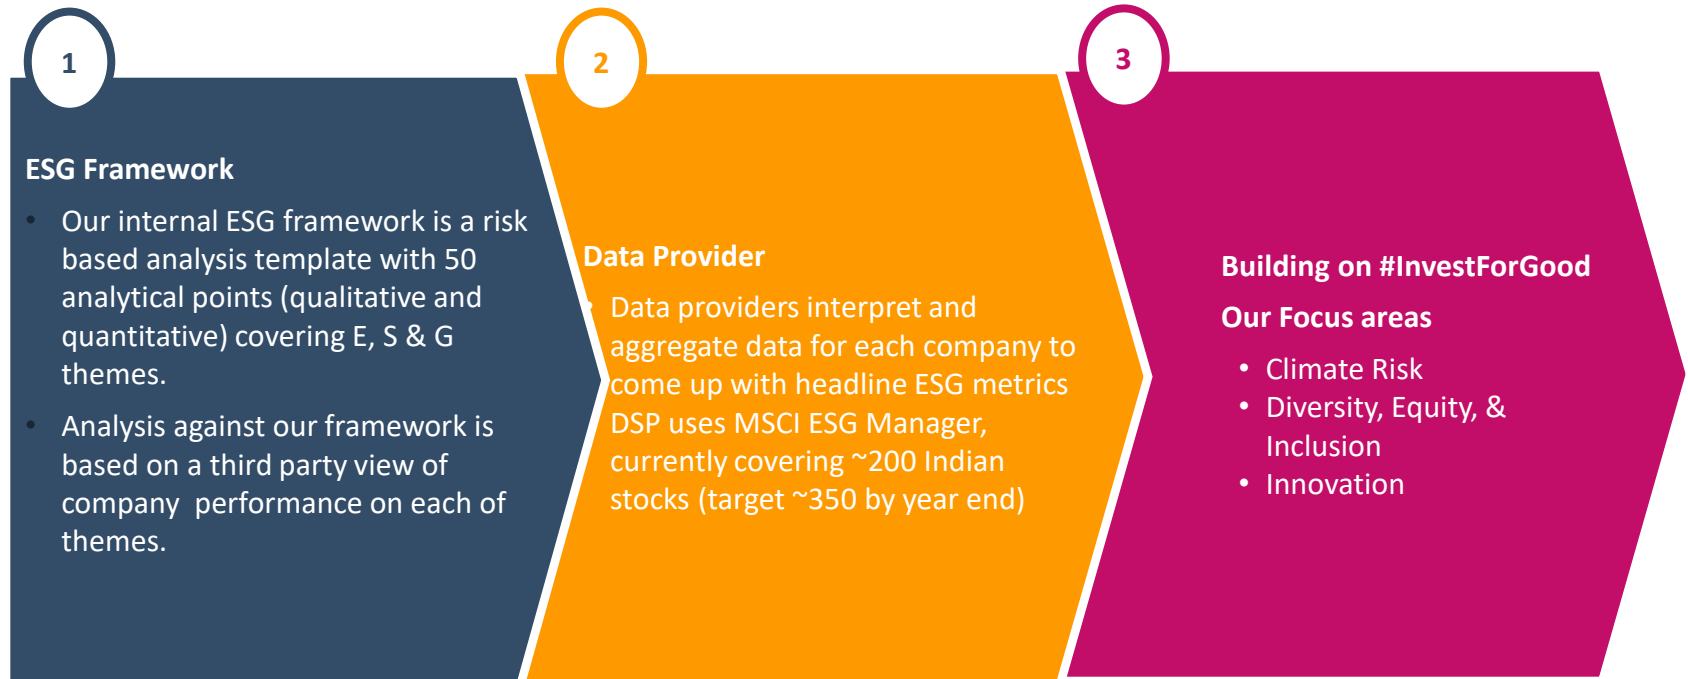 1
ESG Framework
• Our internal ESG framework is a risk
based analysis template with 50
analytical points (qualitative and
quantitative) covering E, S & G
themes.
• Analysis against our framework is
based on a third party view of
company performance on each of
themes.
2
Data Provider
• Data providers interpret and
aggregate data for each company to
come up with headline ESG metrics
DSP uses MSCI ESG Manager,
currently covering ~200 Indian
stocks (target ~350 by year end)
3
Building on #InvestForGood
Our Focus areas
• Climate Risk
• Diversity, Equity, &
Inclusion
• Innovation